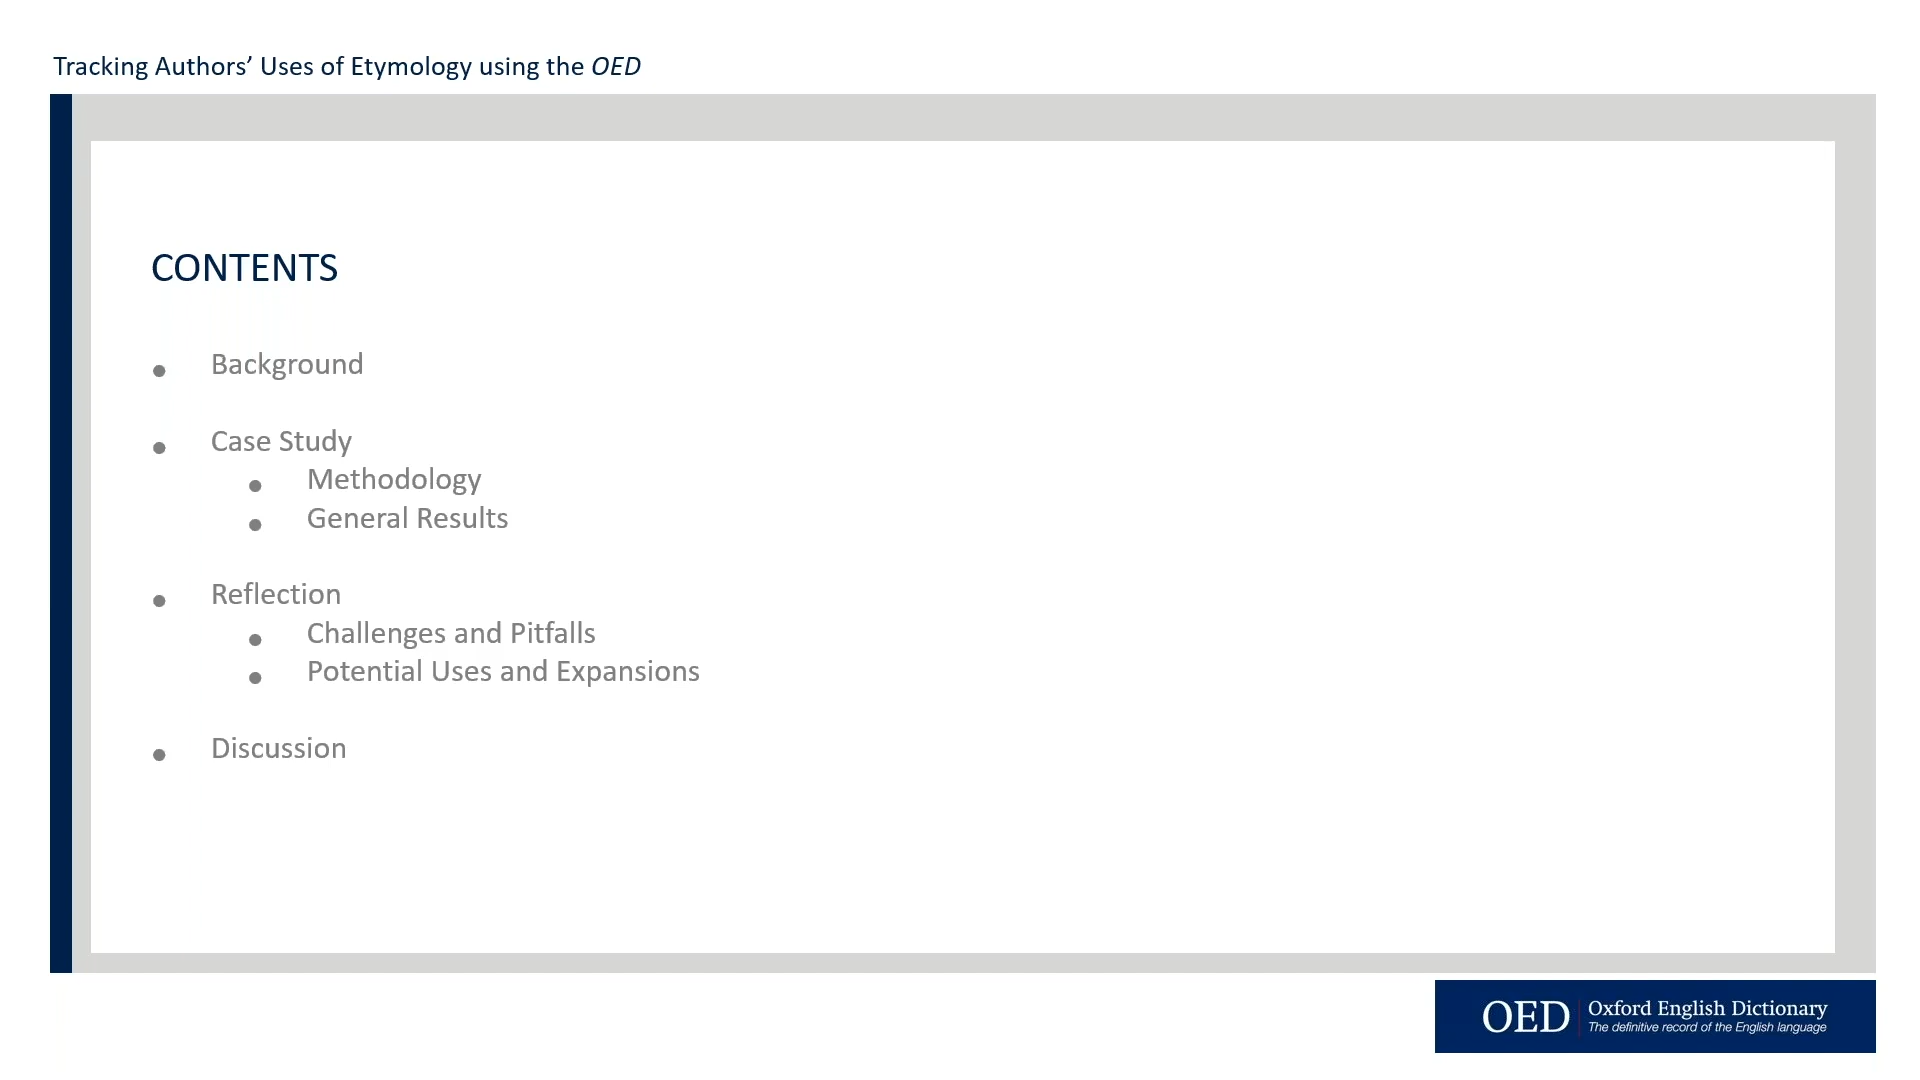 Tracking Authors’ Uses of Etymology using the OED
CONTENTS
• Background
• Case Study
• Methodology
• General Results
• Reflection
• Challenges and Pitfalls
• Potential Uses and Expansions
• Discussion
OED
Oxford English Dictionary
The definitive record of the English language